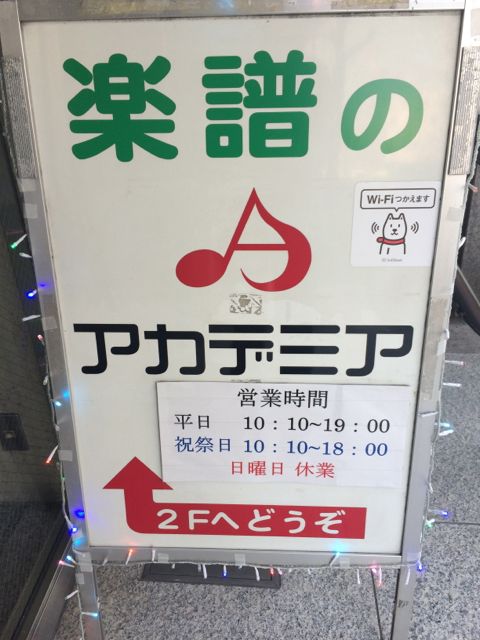 楽譜の
Wi-Fiつかえます
アカデミア
営業時間
平日 10：10~19：00
祝祭日 10：10~18：00
日曜日 休業
2Fへどうぞ